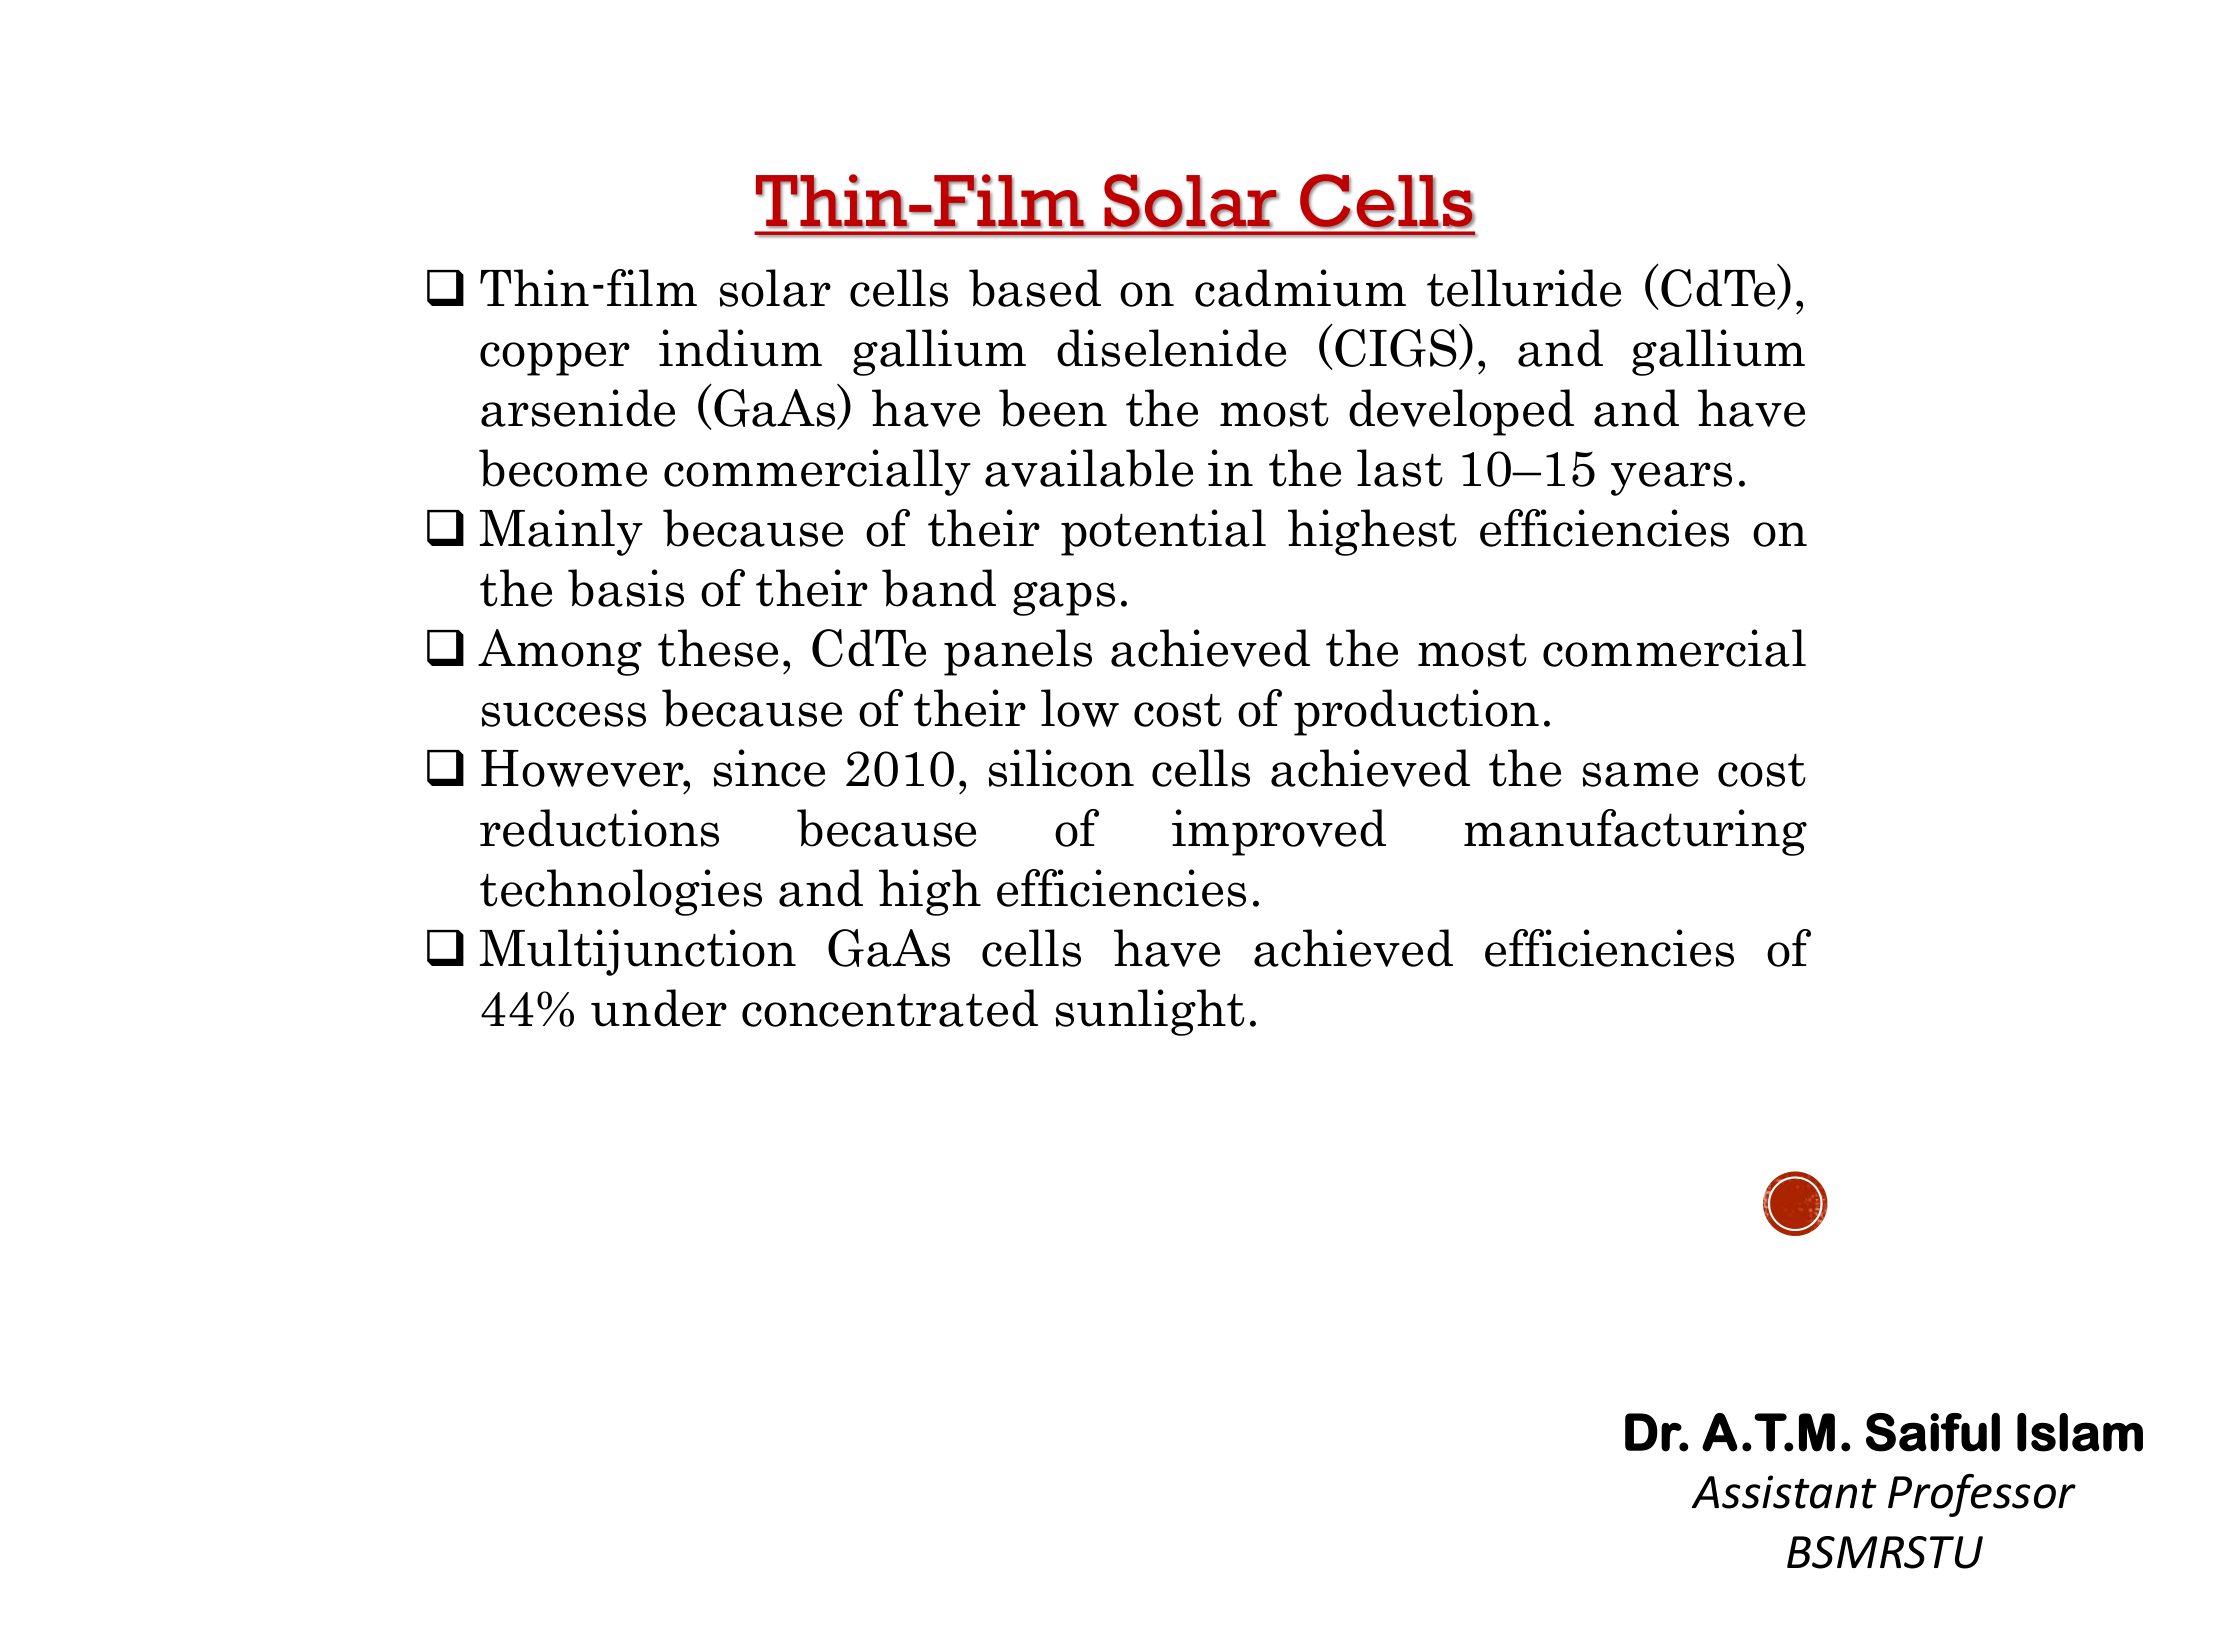 Thin-Film Solar Cells
❑ Thin-film solar cells based on cadmium telluride (CdTe),
copper indium gallium diselenide (CIGS), and gallium
arsenide (GaAs) have been the most developed and have
become commercially available in the last 10–15 years.
❑ Mainly because of their potential highest efficiencies on
the basis of their band gaps.
❑ Among these, CdTe panels achieved the most commercial
success because of their low cost of production.
❑ However, since 2010, silicon cells achieved the same cost
reductions because of improved manufacturing
technologies and high efficiencies.
❑ Multijunction GaAs cells have achieved efficiencies of
44% under concentrated sunlight.
Dr. A.T.M. Saiful Islam
Assistant Professor
BSMRSTU